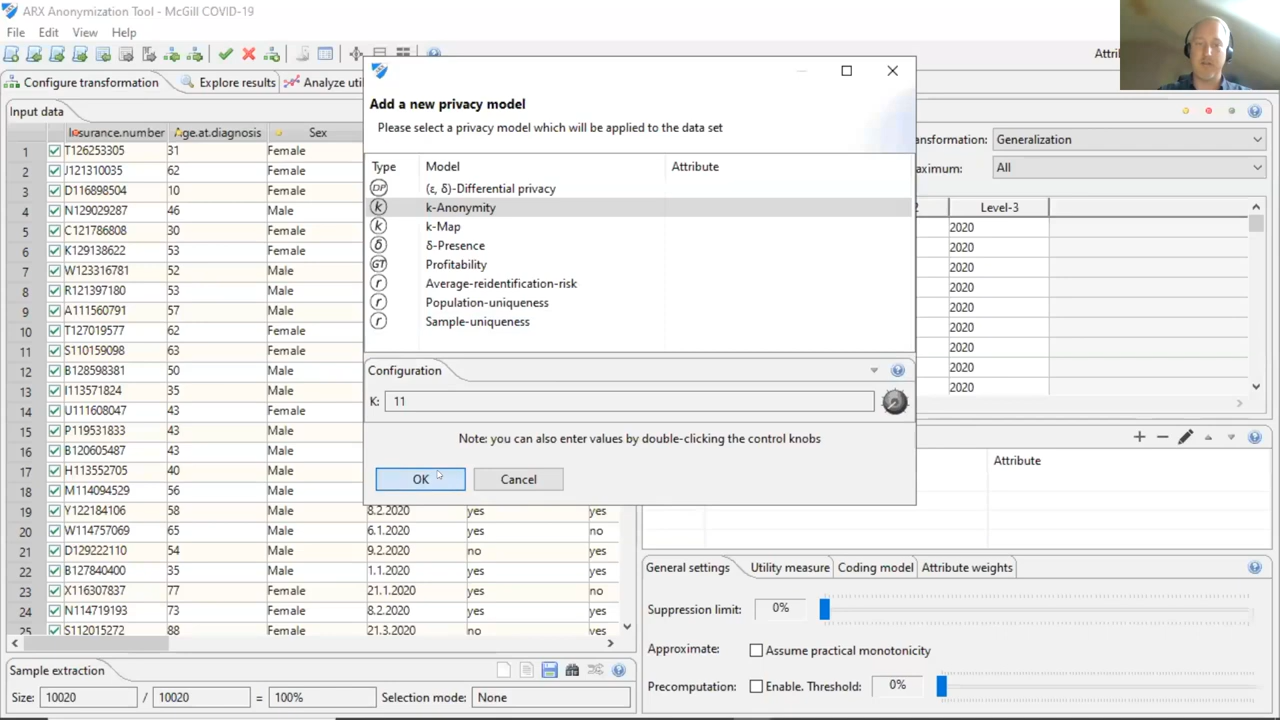 ARX Anonymization Tool - McGill COVID-19
File Edit View Help
Configure transformation Explore results Analyze uti Attri
Input data
Insurance.number Age.at.diagnosis Sex
1 T126253305 31 Female
2 J121310035 62 Female
3 D116898504 10 Female
4 N129029287 46 Male
5 C121786808 30 Female
6 K129138622 53 Female
7 W123316781 52 Male
8 R121397180 53 Male
9 A111560791 57 Male
10 T127019577 62 Female
11 S110159098 63 Female
12 B128598381 50 Male
13 I113571824 35 Male
14 U111608047 43 Female
15 P119531833 43 Male
16 B120605487 43 Male
17 H113552705 40 Male
18 M114094529 56 Male
19 Y122184106 58 Male 8.2.2020 yes yes
20 W114757069 65 Male 6.1.2020 yes no
21 D129222110 54 Male 9.2.2020 no yes
22 B127840400 35 Male 1.1.2020 yes yes
23 X116307837 77 Female 21.1.2020 yes no
24 N114719193 73 Female 8.2.2020 yes yes
25 S112015272 88 Female 21.3.2020 no yes
Sample extraction
Size: 10020 / 10020 = 100% Selection mode: None
Add a new privacy model
Please select a privacy model which will be applied to the data set
Type Model Attribute
DP (ε, δ)-Differential privacy
k k-Anonymity
k k-Map
δ δ-Presence
GT Profitability
r Average-reidentification-risk
r Population-uniqueness
r Sample-uniqueness
Configuration
K: 11
Note: you can also enter values by double-clicking the control knobs
OK Cancel
ansformation: Generalization
aximum: All
2 Level-3
2020
2020
2020
2020
2020
2020
2020
2020
2020
Attribute
General settings Utility measure Coding model Attribute weights
Suppression limit: 0%
Approximate: Assume practical monotonicity
Precomputation: Enable. Threshold: 0%